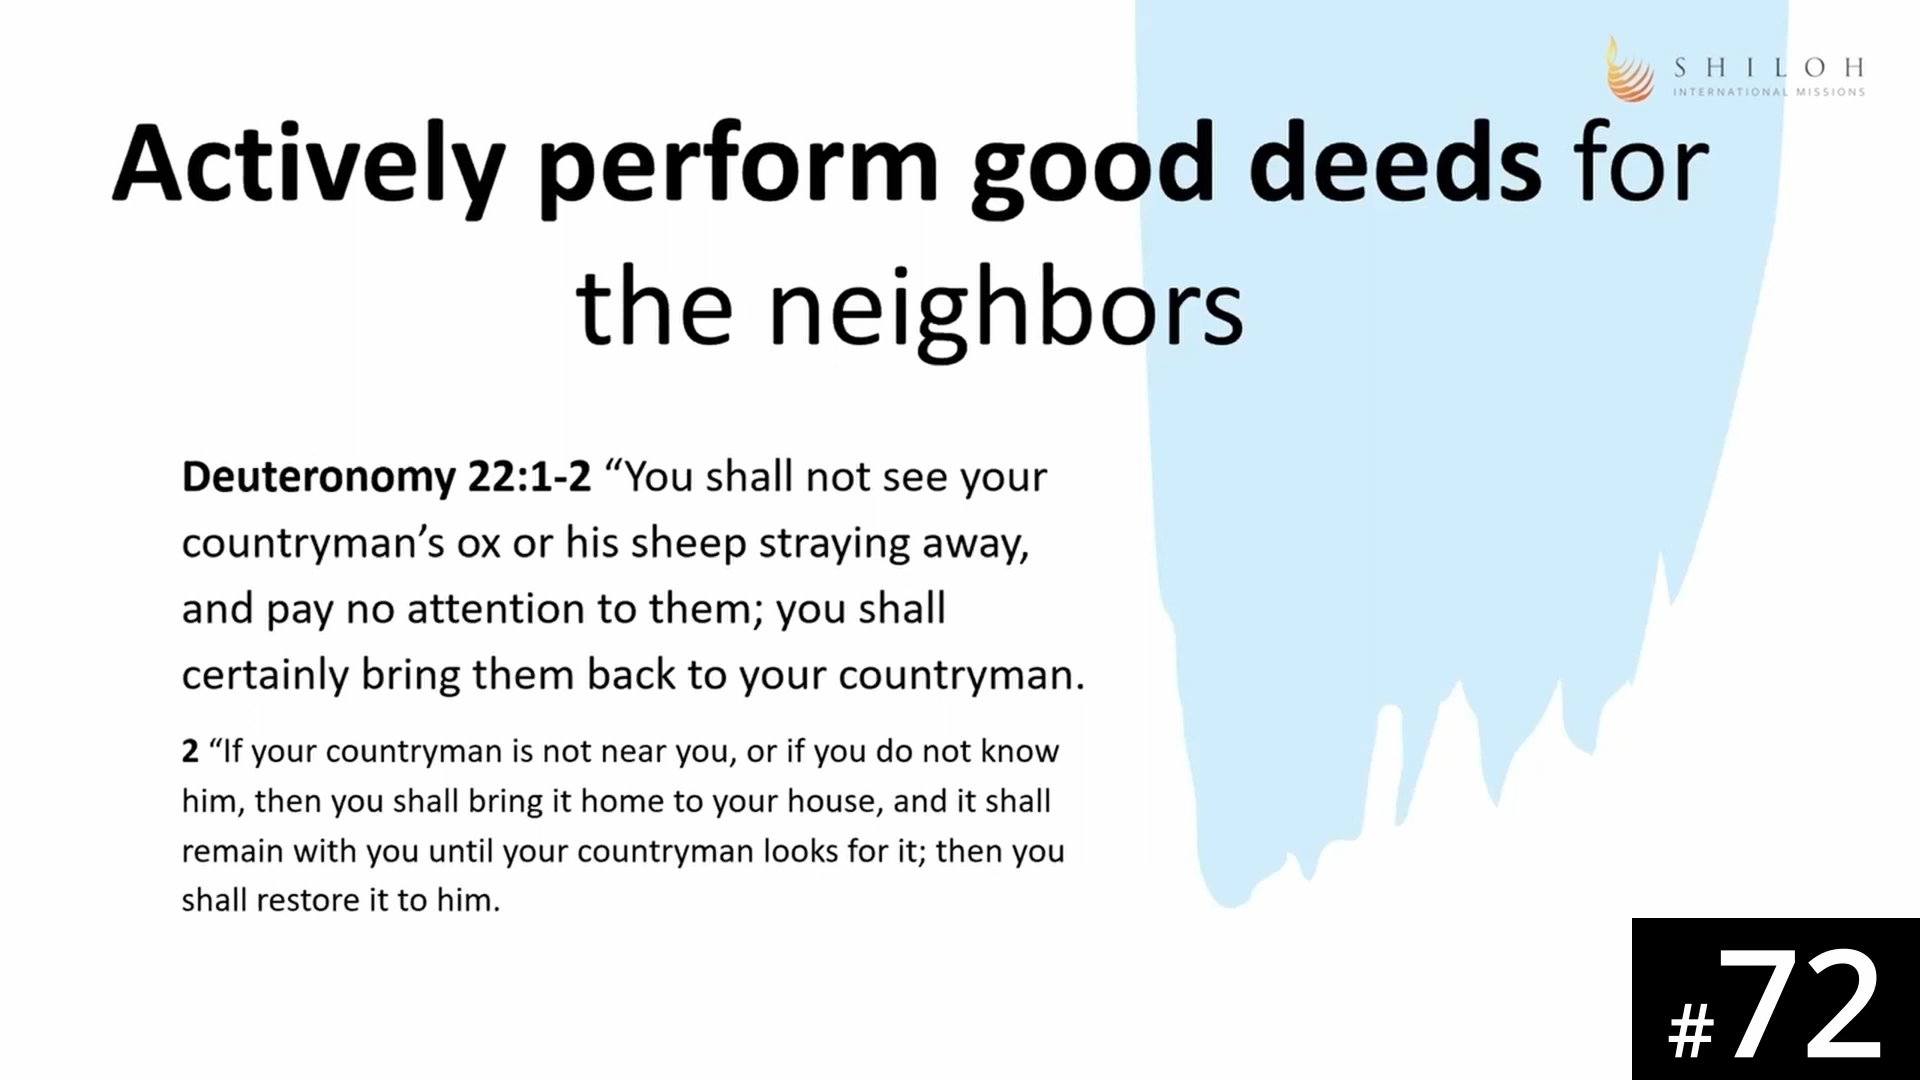 SHILOH
INTERNATIONAL MISSIONS
Actively perform good deeds for
the neighbors
Deuteronomy 22:1-2 “You shall not see your
countryman’s ox or his sheep straying away,
and pay no attention to them; you shall
certainly bring them back to your countryman.
2 “If your countryman is not near you, or if you do not know
him, then you shall bring it home to your house, and it shall
remain with you until your countryman looks for it; then you
shall restore it to him.
#72